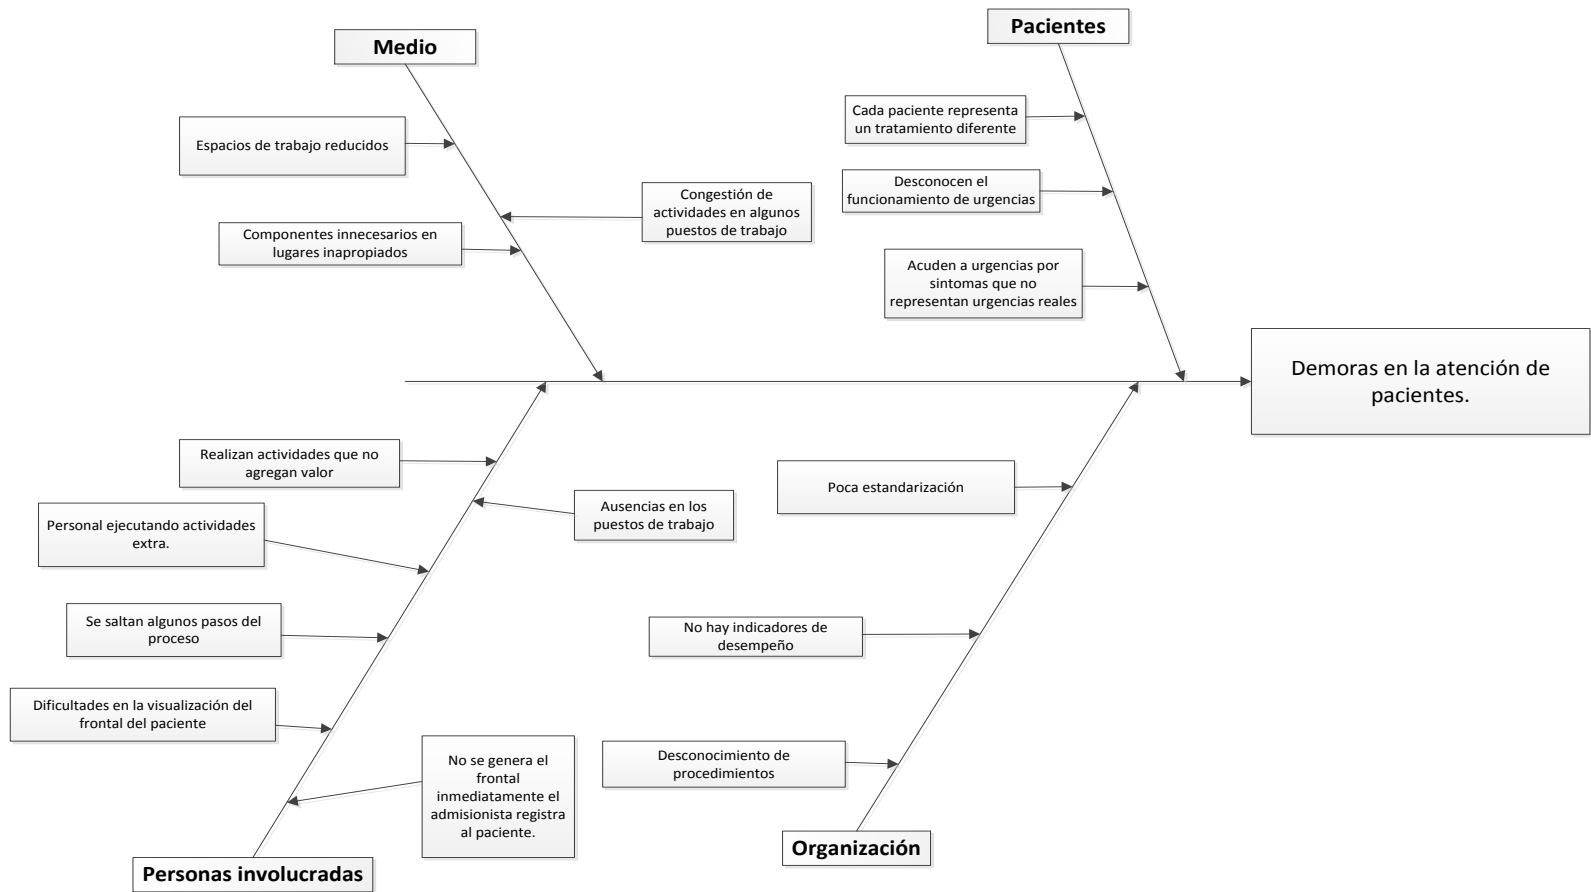 Medio
Pacientes
Espacios de trabajo reducidos
Congestión de
actividades en algunos
puestos de trabajo
Componentes innecesarios en
lugares inapropiados
Cada paciente representa
un tratamiento diferente
Desconocen el
funcionamiento de urgencias
Acuden a urgencias por
sintomas que no
representan urgencias reales
Demoras en la atención de
pacientes.
Realizan actividades que no
agregan valor
Ausencias en los
puestos de trabajo
Personal ejecutando actividades
extra.
Se saltan algunos pasos del
proceso
Dificultades en la visualización del
frontal del paciente
No se genera el
frontal
inmediatamente el
admisionista registra
al paciente.
Personas involucradas
Poca estandarización
No hay indicadores de
desempeño
Desconocimiento de
procedimientos
Organización